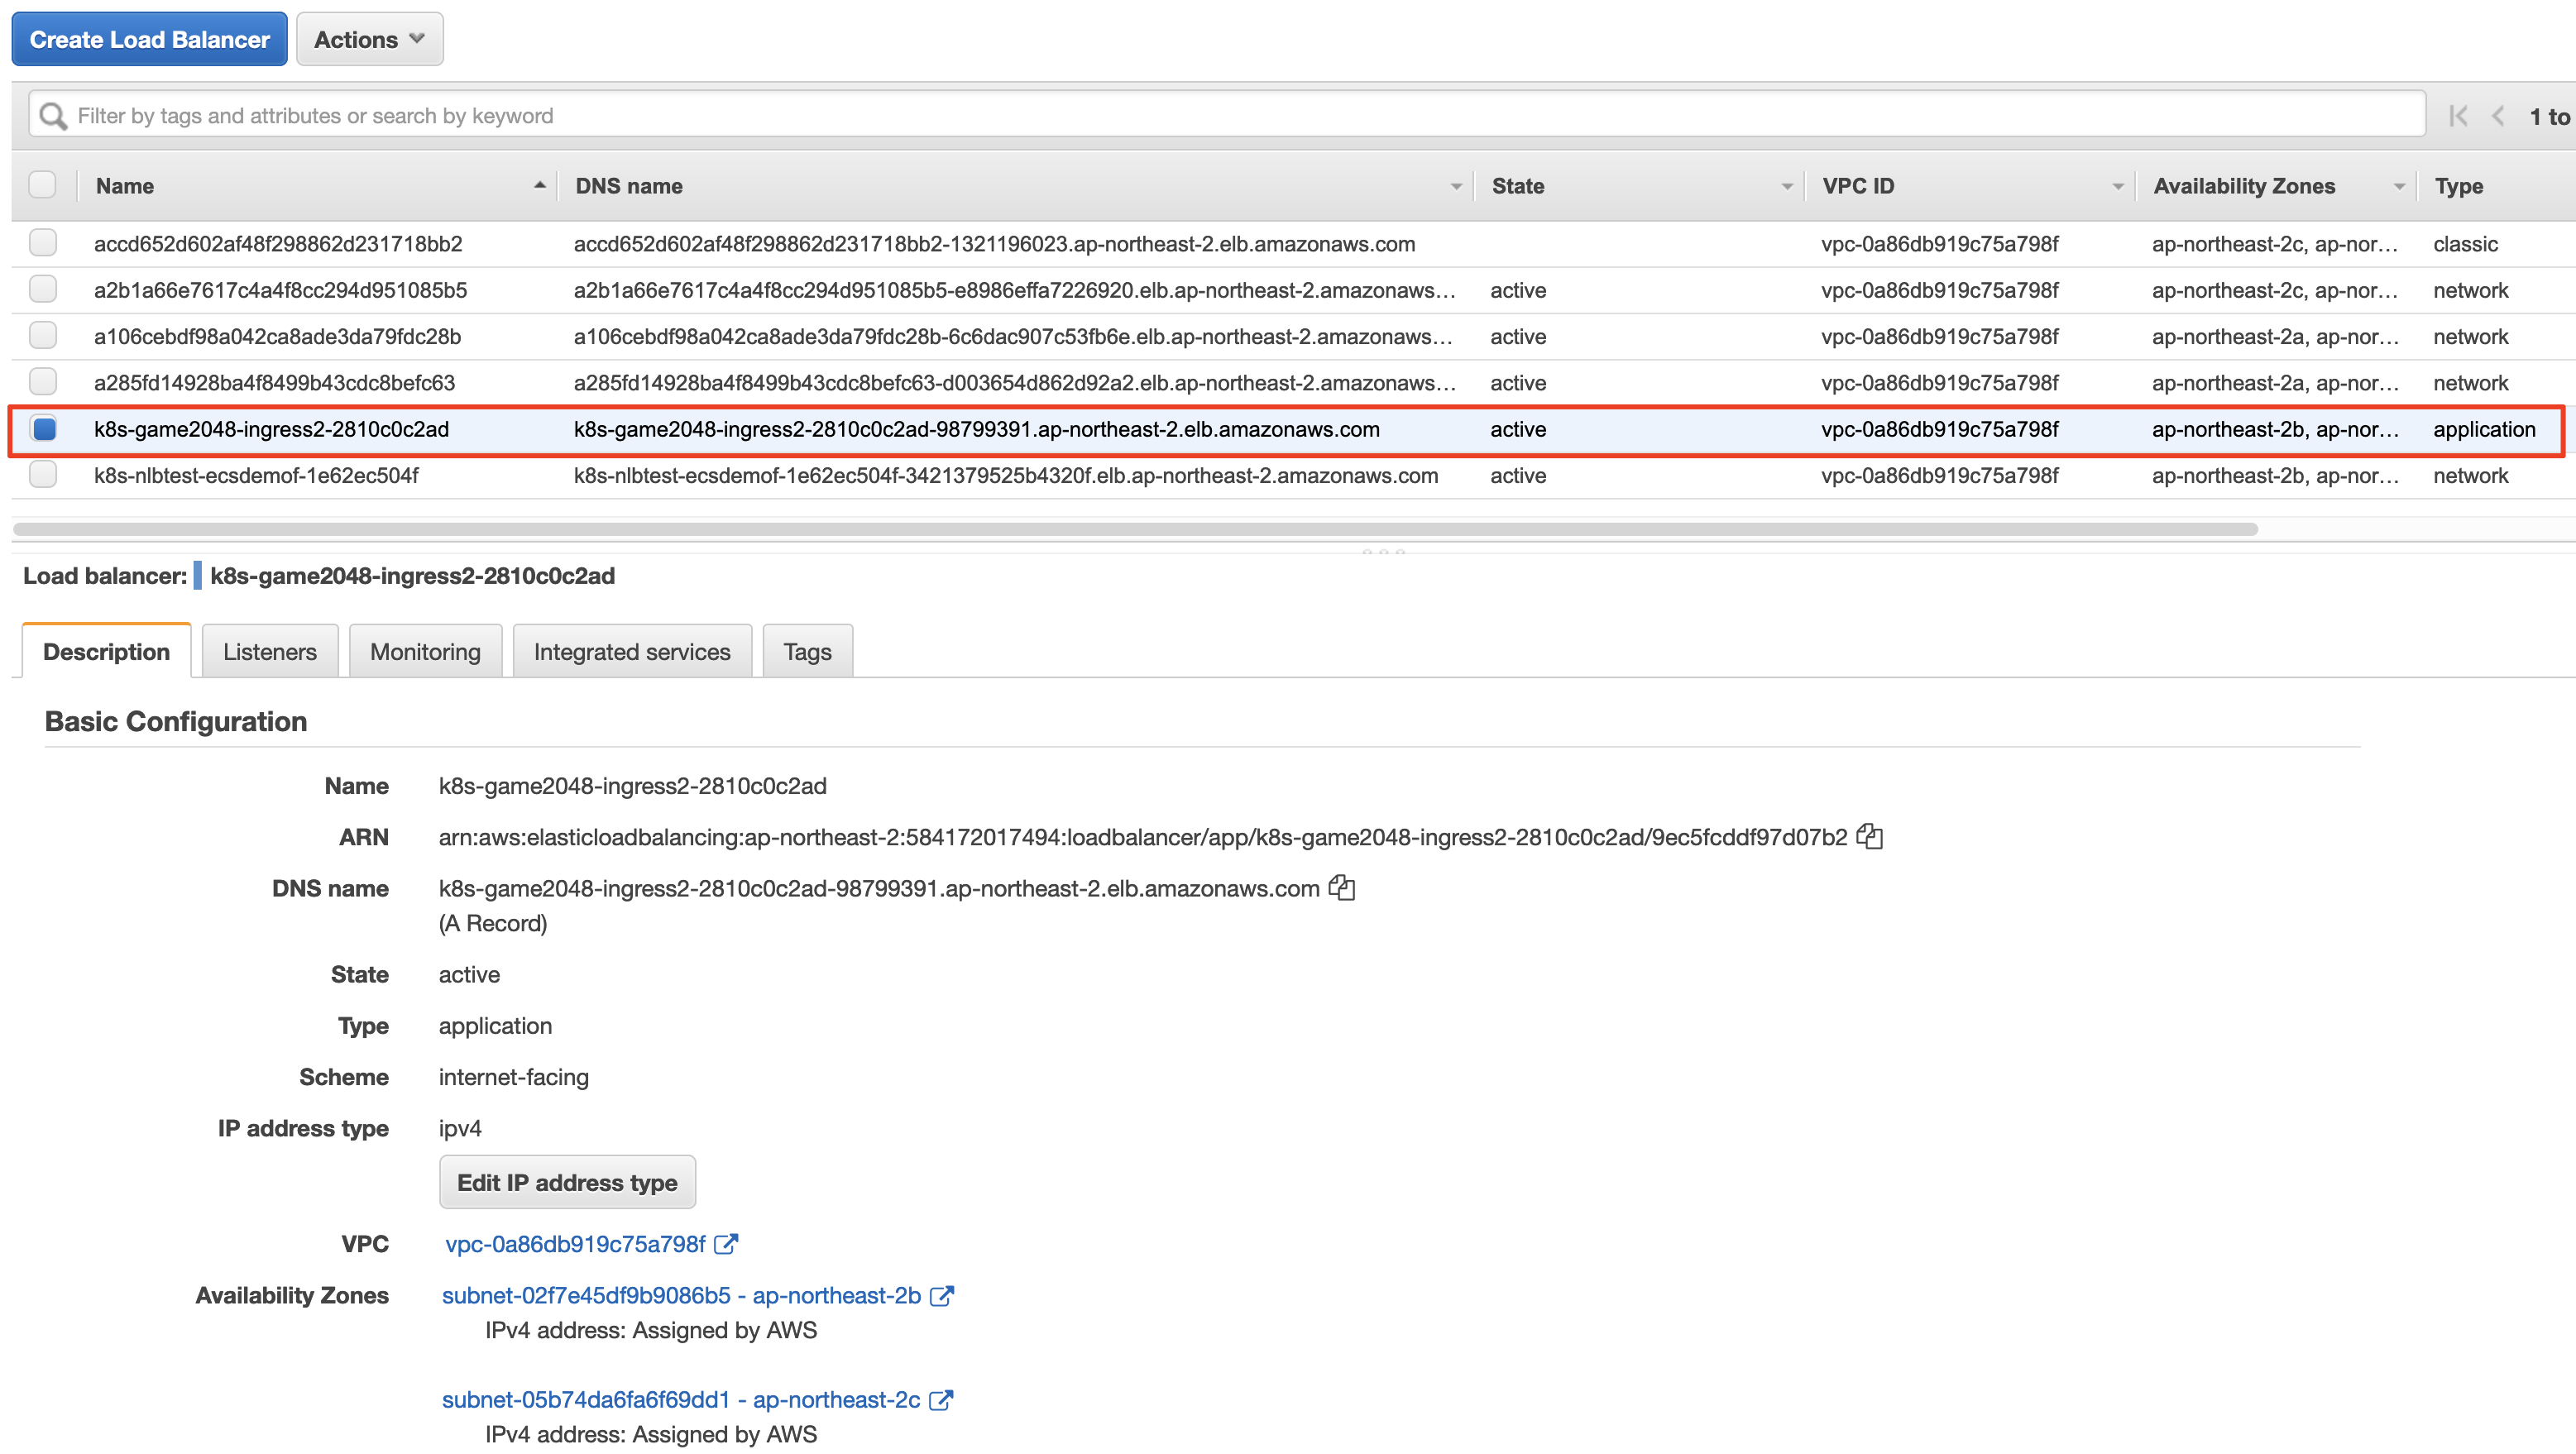 Create Load Balancer Actions
Filter by tags and attributes or search by keyword 1 to
Name DNS name State VPC ID Availability Zones Type
accd652d602af48f298862d231718bb2 accd652d602af48f298862d231718bb2-1321196023.ap-northeast-2.elb.amazonaws.com vpc-0a86db919c75a798f ap-northeast-2c, ap-nor... classic
a2b1a66e7617c4a4f8cc294d951085b5 a2b1a66e7617c4a4f8cc294d951085b5-e8986effa7226920.elb.ap-northeast-2.amazonaws... active vpc-0a86db919c75a798f ap-northeast-2c, ap-nor... network
a106cebdf98a042ca8ade3da79fdc28b a106cebdf98a042ca8ade3da79fdc28b-6c6dac907c53fb6e.elb.ap-northeast-2.amazonaws... active vpc-0a86db919c75a798f ap-northeast-2a, ap-nor... network
a285fd14928ba4f8499b43cdc8befc63 a285fd14928ba4f8499b43cdc8befc63-d003654d862d92a2.elb.ap-northeast-2.amazonaws... active vpc-0a86db919c75a798f ap-northeast-2a, ap-nor... network
k8s-game2048-ingress2-2810c0c2ad k8s-game2048-ingress2-2810c0c2ad-98799391.ap-northeast-2.elb.amazonaws.com active vpc-0a86db919c75a798f ap-northeast-2b, ap-nor... application
k8s-nlbtest-ecsdemof-1e62ec504f k8s-nlbtest-ecsdemof-1e62ec504f-3421379525b4320f.elb.ap-northeast-2.amazonaws.com active vpc-0a86db919c75a798f ap-northeast-2b, ap-nor... network
Load balancer: k8s-game2048-ingress2-2810c0c2ad
Description Listeners Monitoring Integrated services Tags
Basic Configuration
Name k8s-game2048-ingress2-2810c0c2ad
ARN arn:aws:elasticloadbalancing:ap-northeast-2:584172017494:loadbalancer/app/k8s-game2048-ingress2-2810c0c2ad/9ec5fcddf97d07b2
DNS name k8s-game2048-ingress2-2810c0c2ad-98799391.ap-northeast-2.elb.amazonaws.com
(A Record)
State active
Type application
Scheme internet-facing
IP address type ipv4
Edit IP address type
VPC vpc-0a86db919c75a798f
Availability Zones subnet-02f7e45df9b9086b5 - ap-northeast-2b
IPv4 address: Assigned by AWS
subnet-05b74da6fa6f69dd1 - ap-northeast-2c
IPv4 address: Assigned by AWS